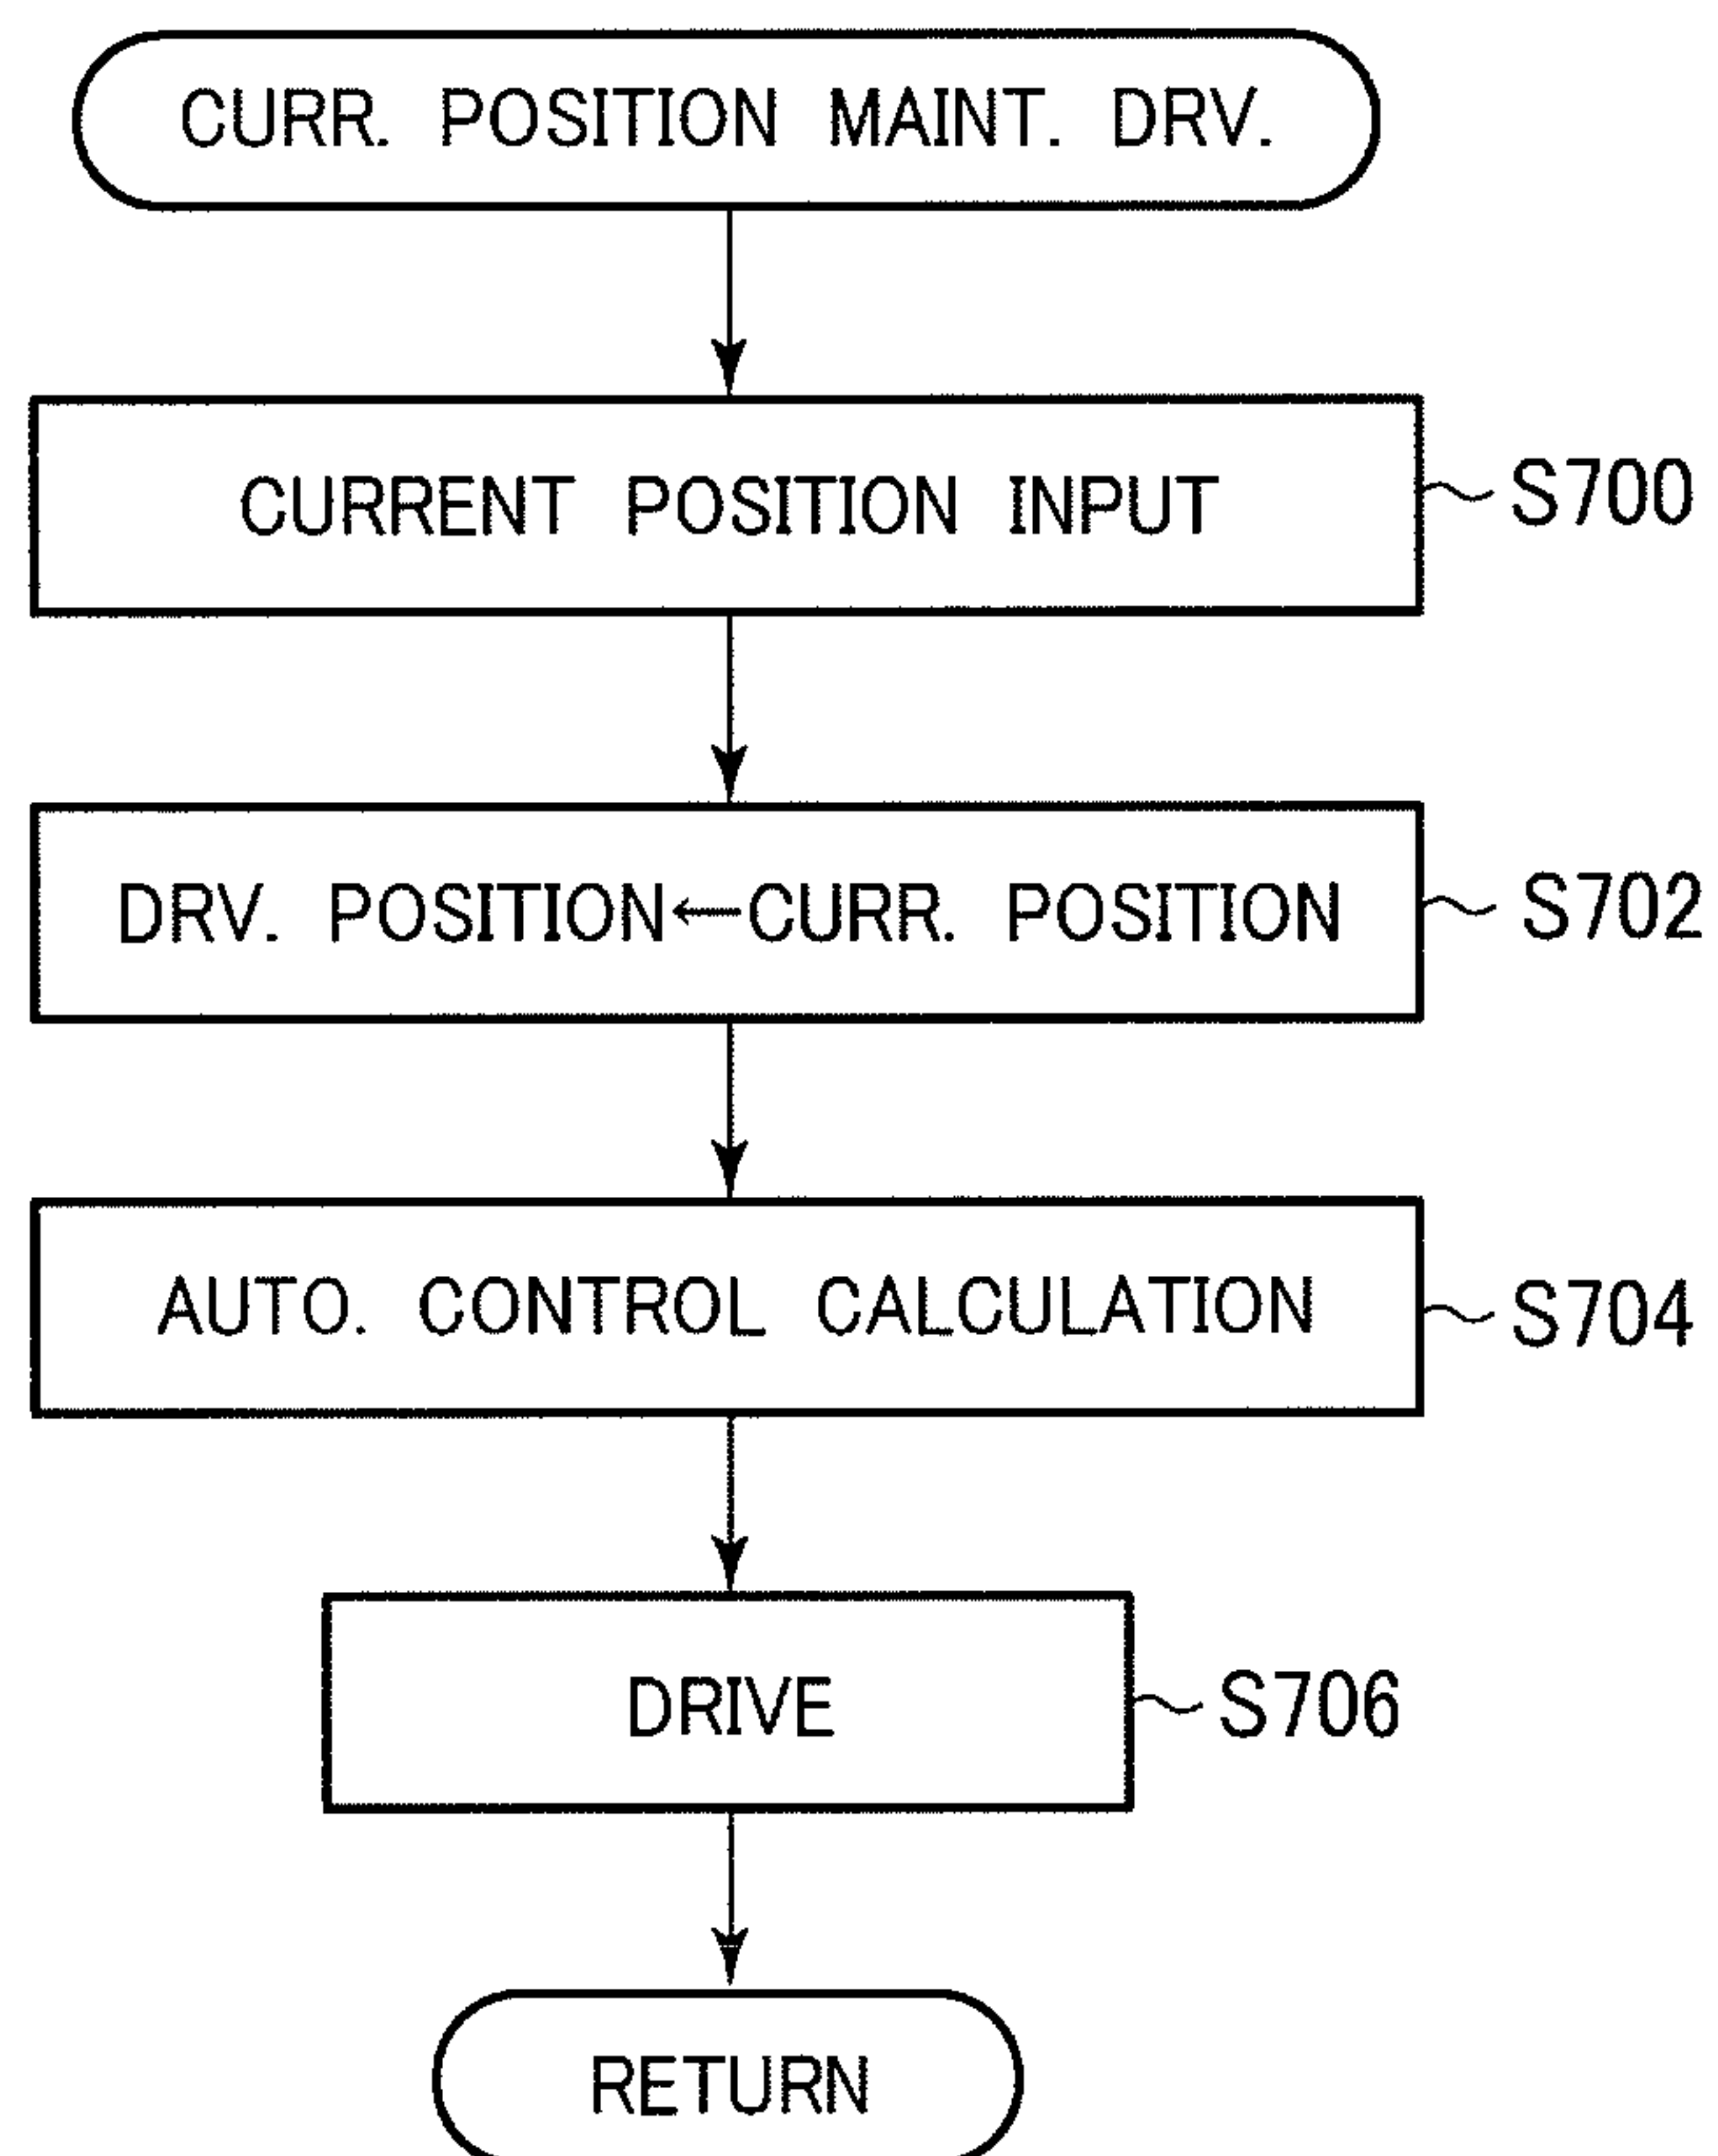 CURR. POSITION MAINT. DRV.
CURRENT POSITION INPUT
S700
DRV. POSITION←CURR. POSITION
S702
AUTO. CONTROL CALCULATION
S704
DRIVE
S706
RETURN